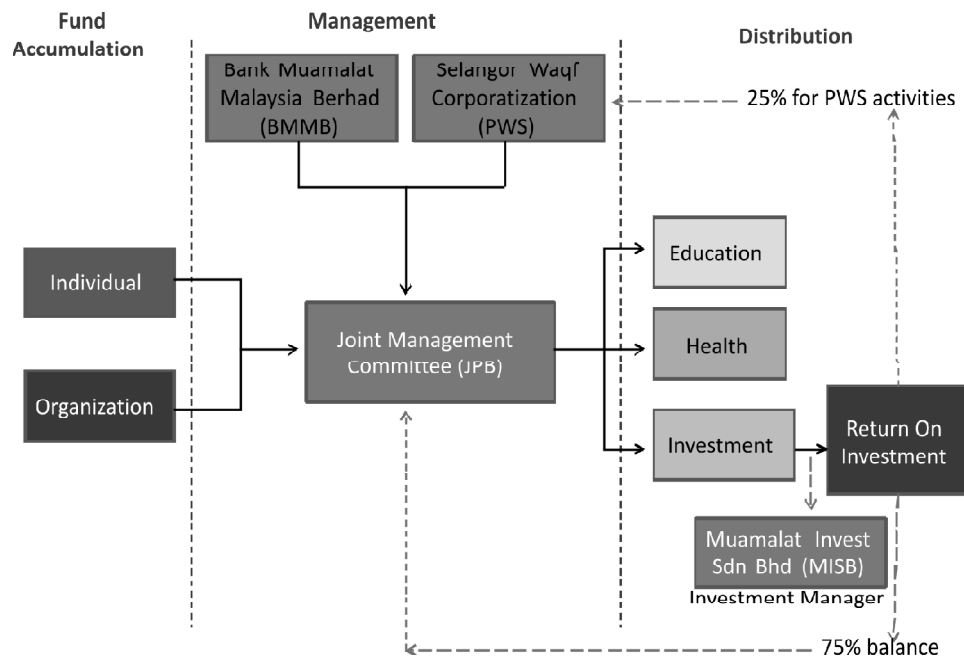 Fund
Accumulation
Management
Distribution
Bank Muamalat
Malaysia Berhad
(BMMB)
Selangor Waqf
Corporatization
(PWS)
25% for PWS activities
Individual
Organization
Joint Management
Committee (JPB)
Education
Health
Investment
Return On
Investment
Muamalat Invest
Sdn Bhd (MISB)
Investment Manager
75% balance